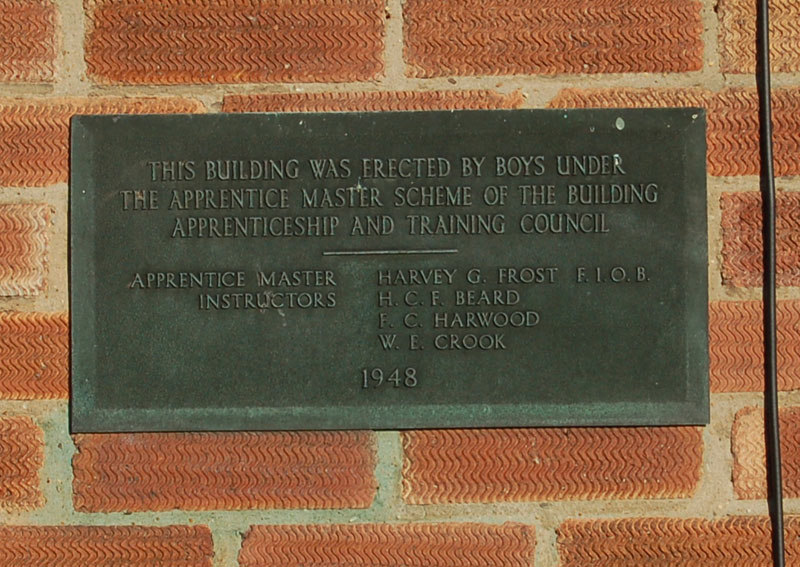 THIS BUILDING WAS ERECTED BY BOYS UNDER
THE APPRENTICE MASTER SCHEME OF THE BUILDING
APPRENTICESHIP AND TRAINING COUNCIL
APPRENTICE MASTER HARVEY G. FROST F.I.O.B.
INSTRUCTORS H. C. F. BEARD
F. C. HARWOOD
W. E. CROOK
1948